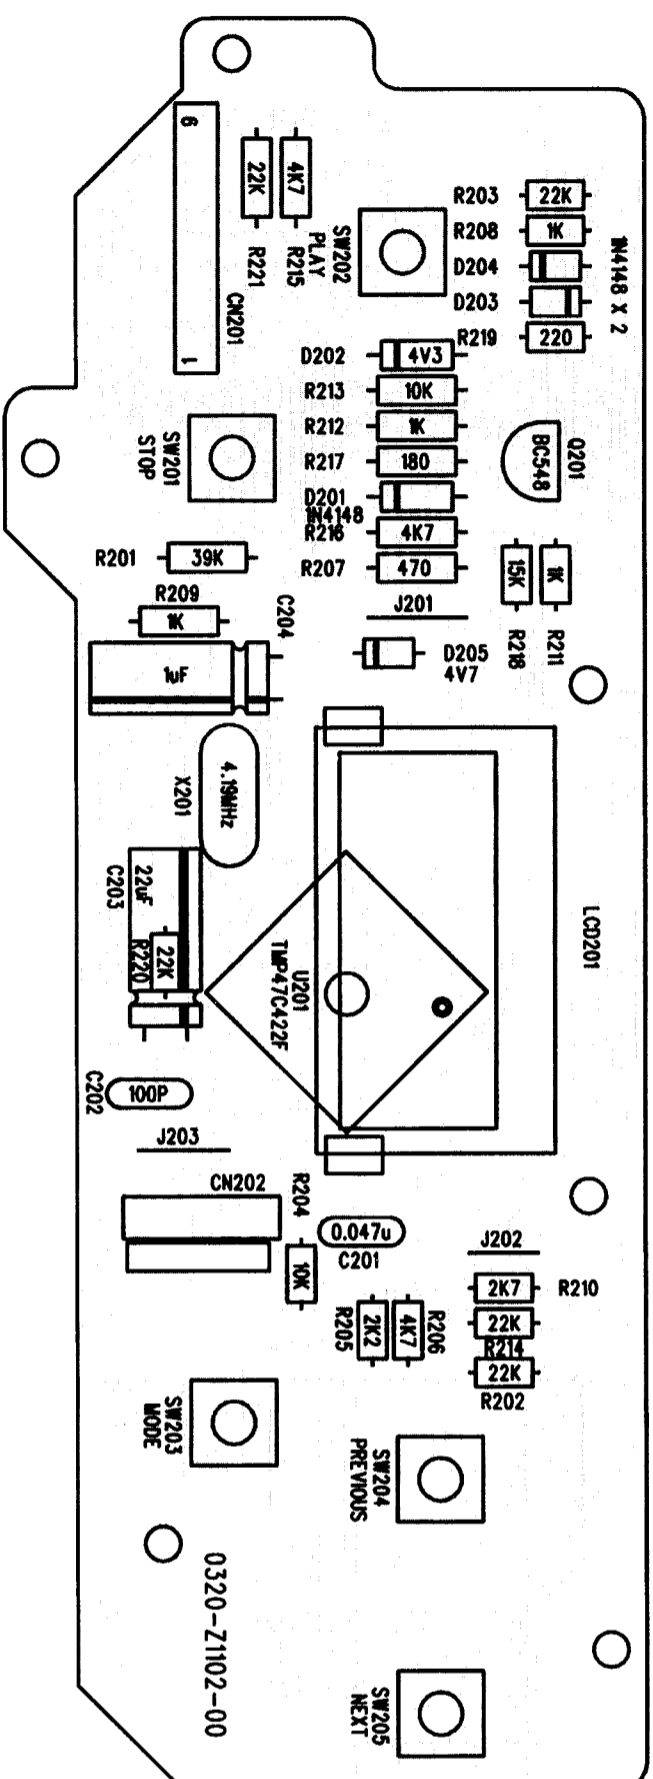 6
22K
4K7
R221
R215
SW202
PLAY
CN201
1
R203
22K
R208
1K
D204
D203
1N4148 X 2
R219
220
D202
4V3
R213
10K
R212
1K
R217
180
D201
1N4148
R216
4K7
R207
470
J201
Q201
BC548
SW201
STOP
R201
39K
R209
1K
C204
1uF
15K
1K
R218
R211
D205
4V7
4.19MHz
X201
22uF
C203
22K
R220
U201
TMP47C422F
LCD201
C202
100P
J203
CN202
R204
10K
0.047u
C201
J202
2K7
R210
22K
R214
22K
R202
R205
2K2
4K7
R206
SW203
MODE
SW204
PREVIOUS
0320-Z1102-00
SW205
NEXT